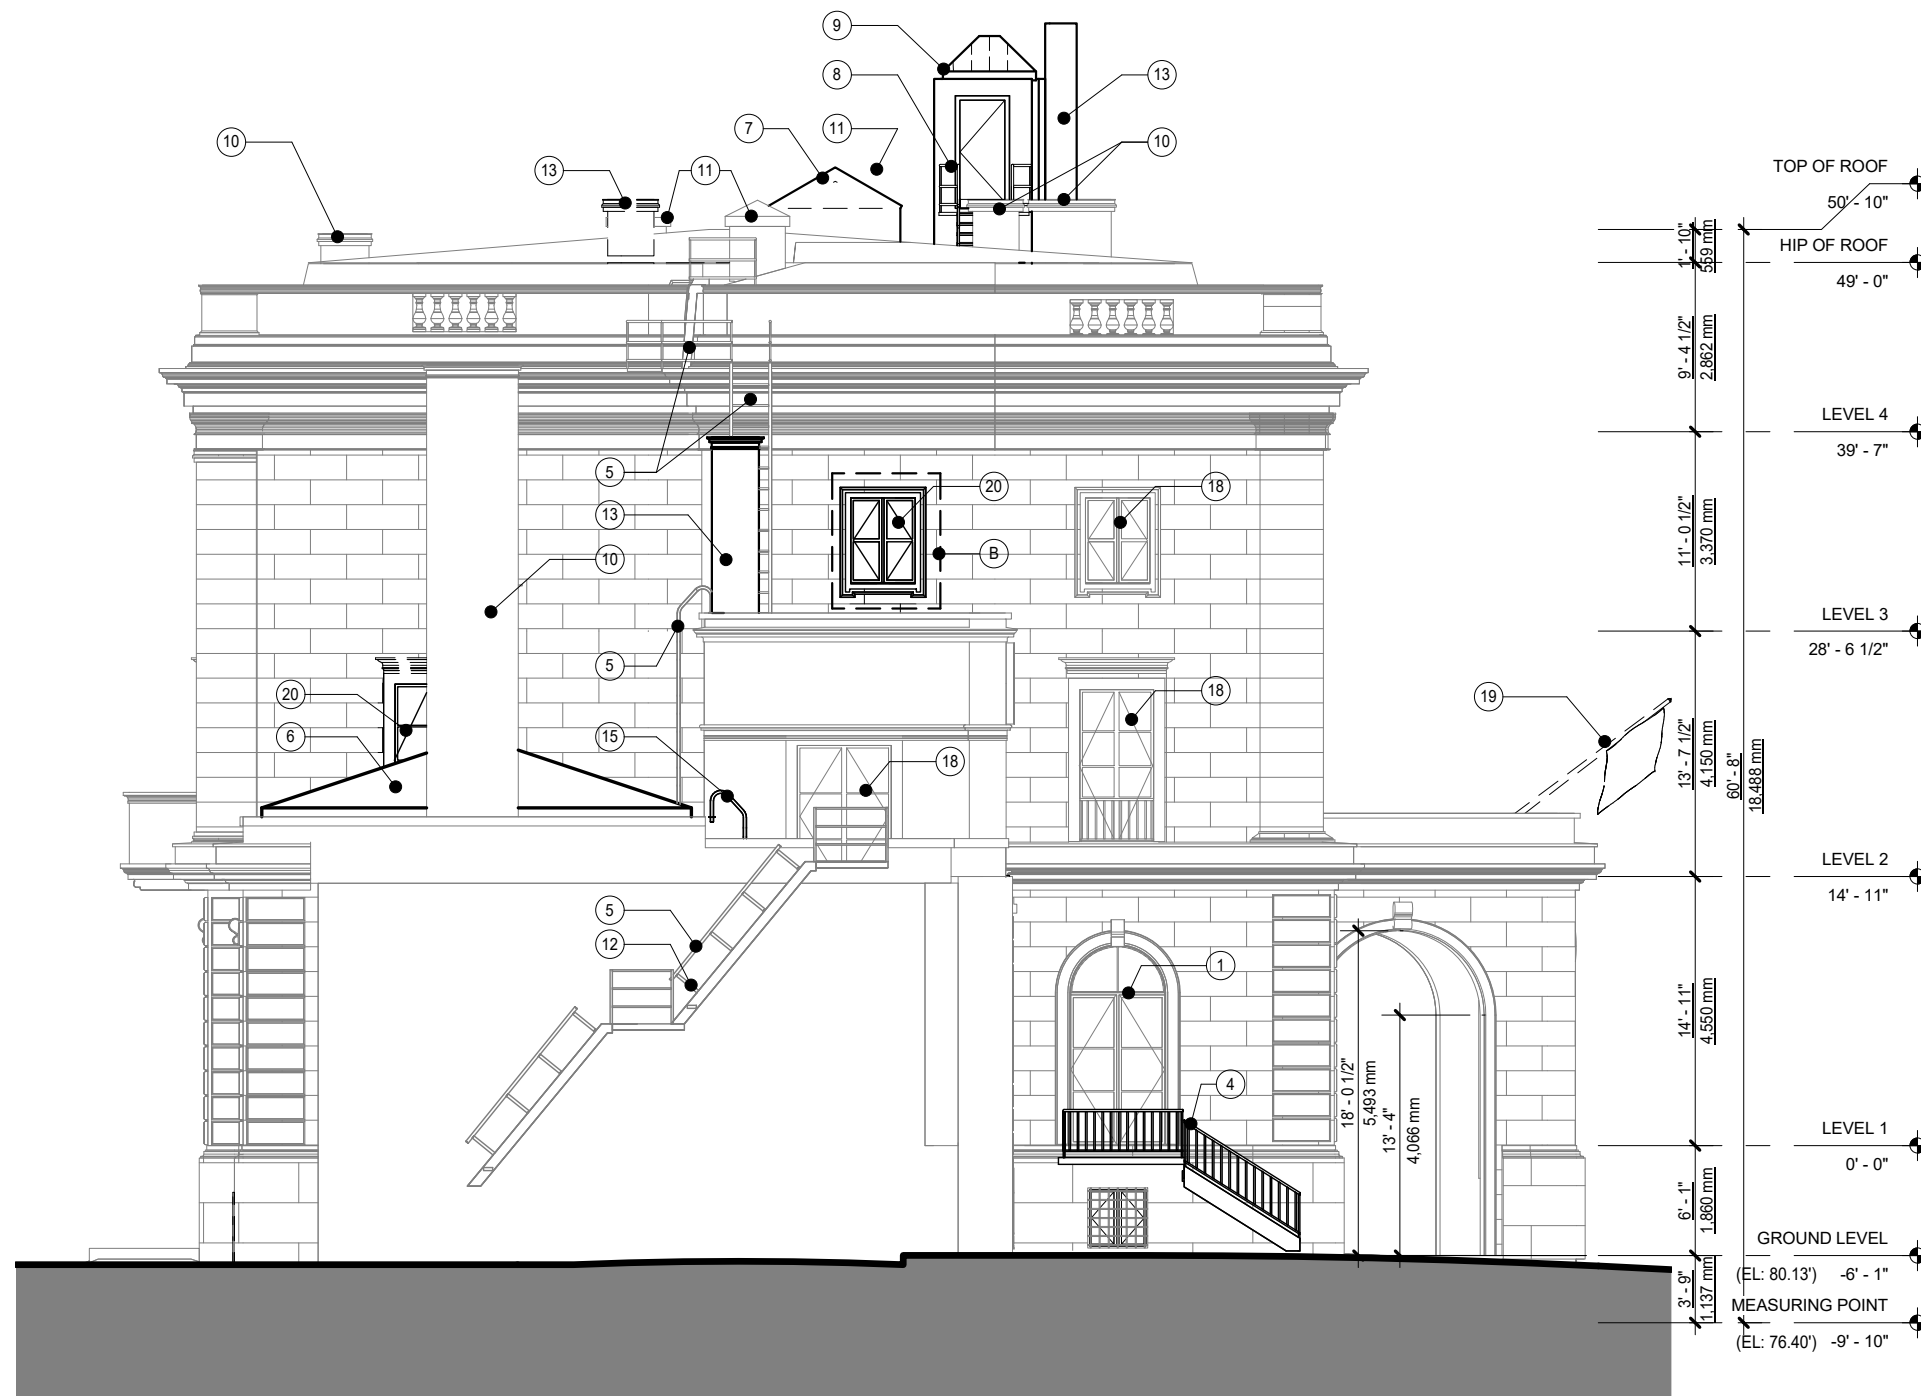 9
8
13
7
11
10
10
13
11
TOP OF ROOF
50' - 10"
1' - 10"
559 mm
HIP OF ROOF
49' - 0"
9' - 4 1/2"
2,862 mm
LEVEL 4
39' - 7"
5
20
18
13
B
10
11' - 0 1/2"
3,370 mm
LEVEL 3
28' - 6 1/2"
5
20
18
19
6
15
18
13' - 7 1/2"
4,150 mm
60' - 8"
18,488 mm
LEVEL 2
14' - 11"
5
12
1
14' - 11"
4,550 mm
4
18' - 0 1/2"
5,493 mm
13' - 4"
4,066 mm
LEVEL 1
0' - 0"
6' - 1"
1,860 mm
GROUND LEVEL
(EL: 80.13') -6' - 1"
3' - 9"
1,137 mm
MEASURING POINT
(EL: 76.40') -9' - 10"